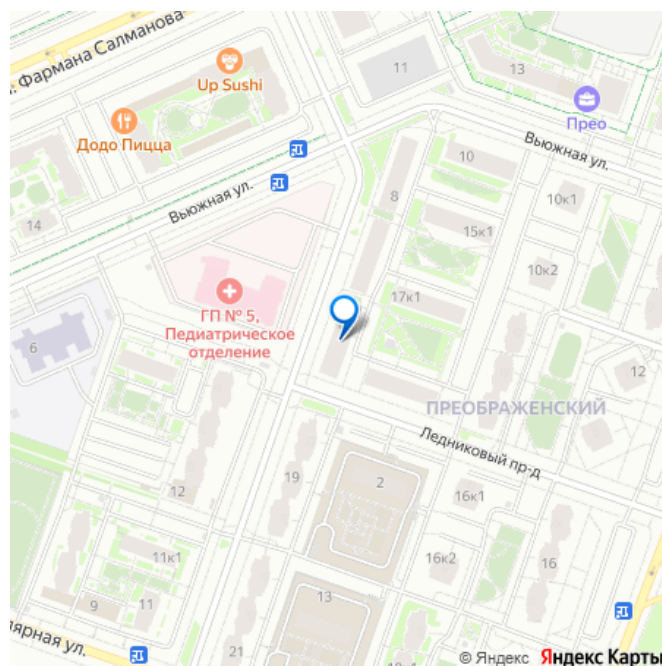 . Фармана Салманова
Up Sushi
11
13
Додо Пицца
Прео
Вьюжная ул.
10
Вьюжная ул.
8
10к1
14
15к1
10к2
17к1
ГП № 5,
Педиатрическое
отделение
6
12
ПРЕОБРАЖЕНСКИЙ
Ледниковый пр-д
19
2
12
16к1
11к1
16к2
16
9
11
13
лярная ул.
21
© Яндекс Яндекс Карты